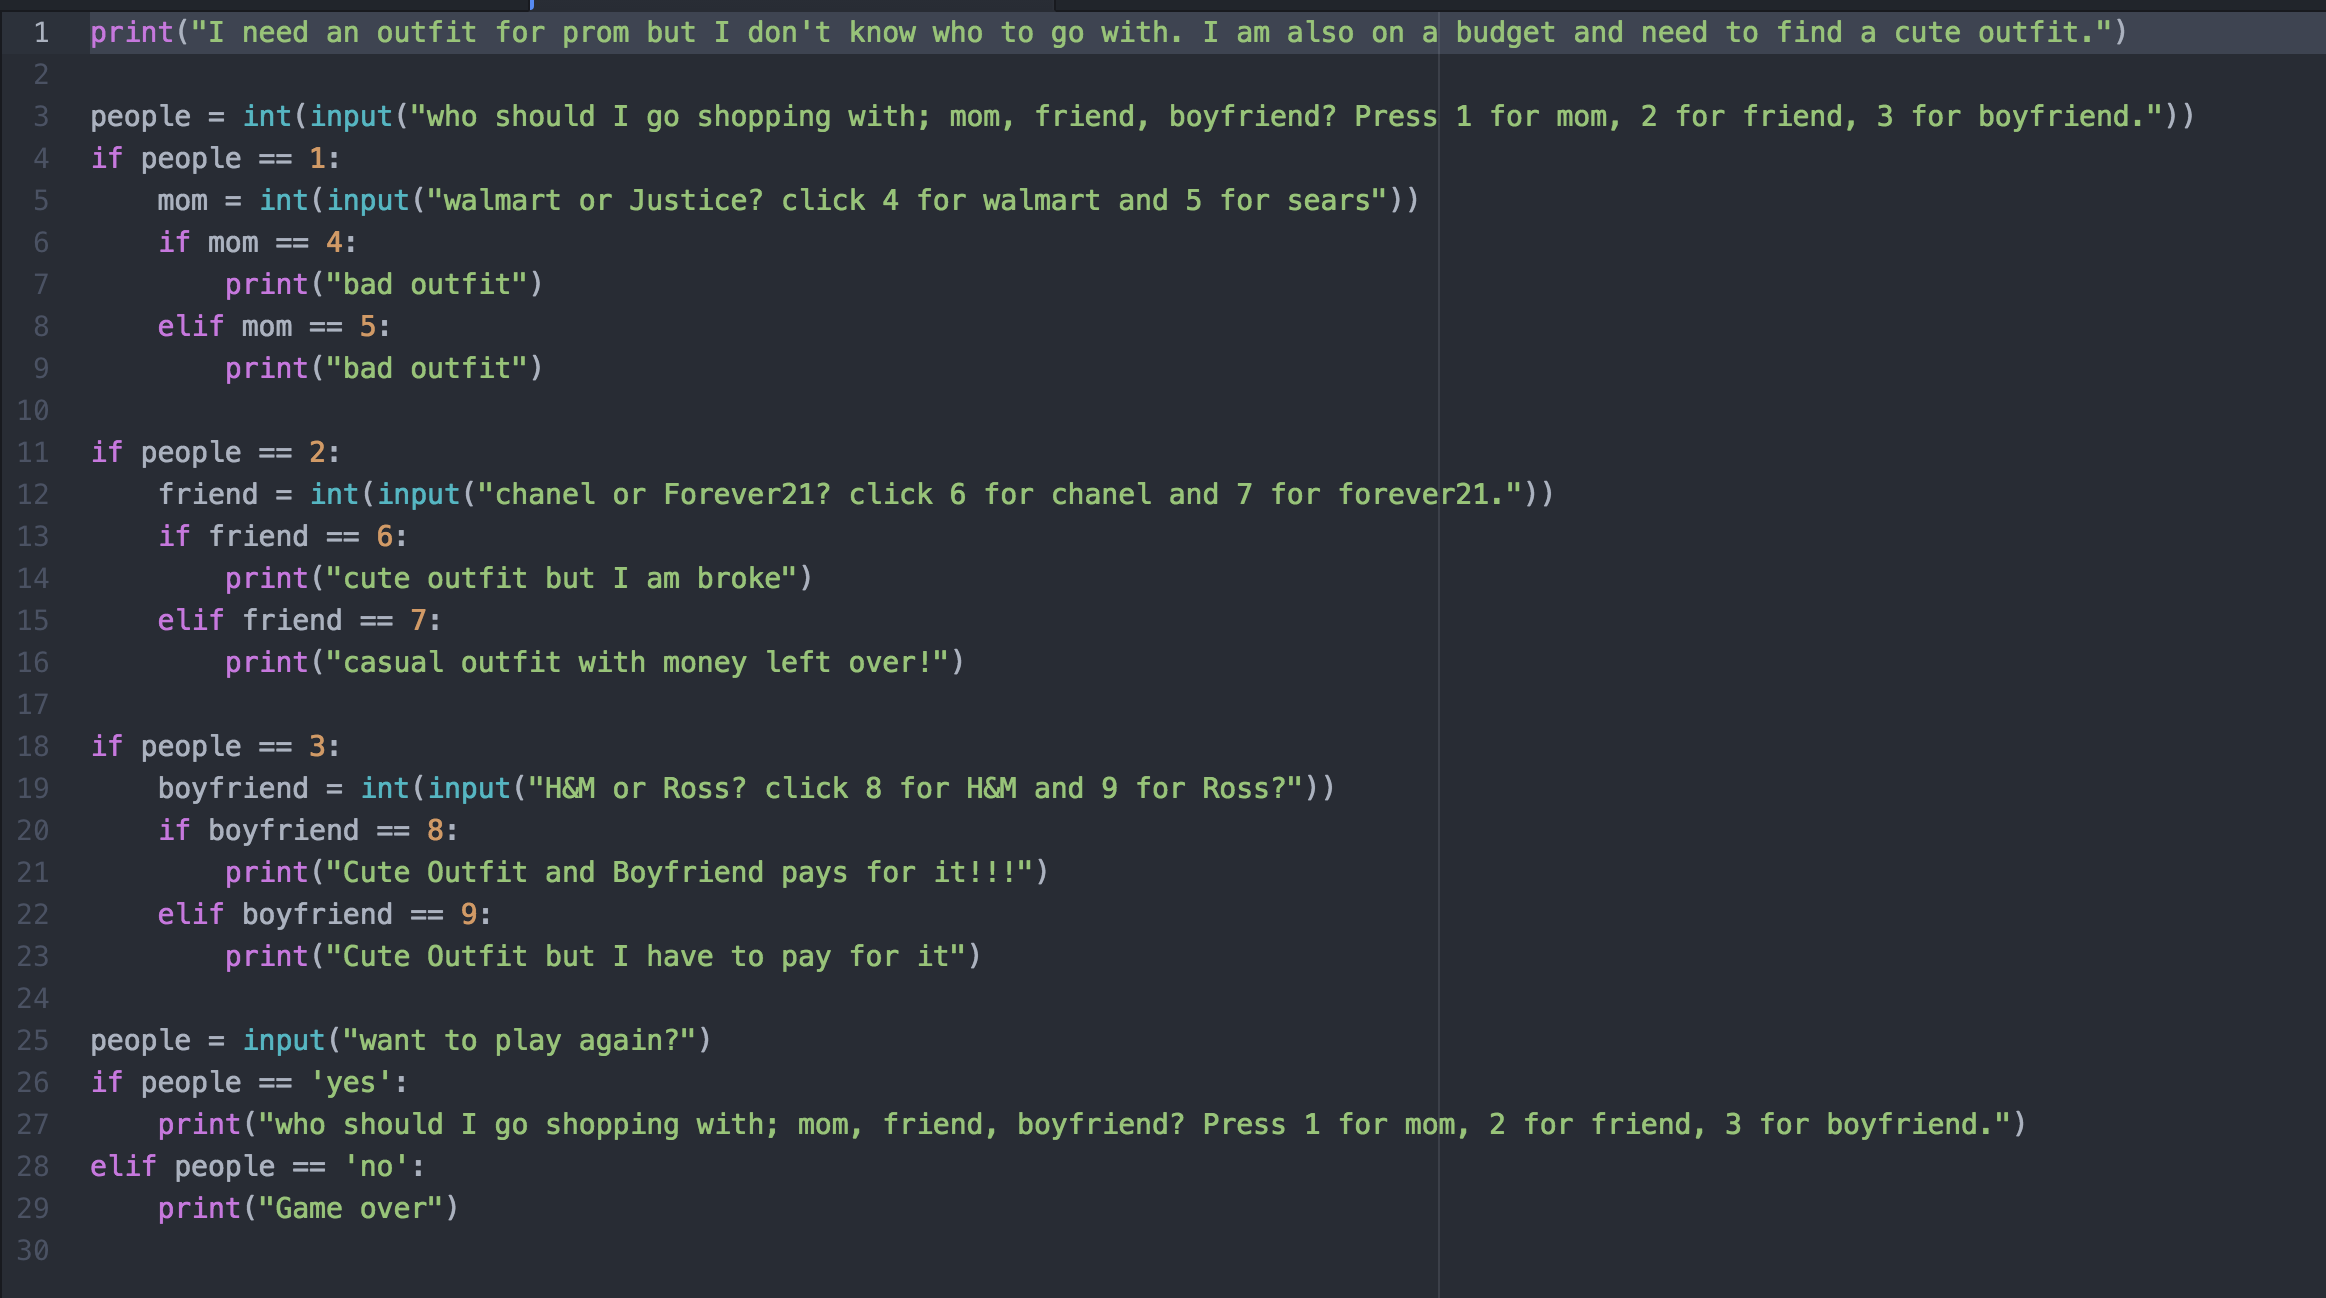 1 print("I need an outfit for prom but I don't know who to go with. I am also on a budget and need to find a cute outfit.")
2
3 people = int(input("who should I go shopping with; mom, friend, boyfriend? Press 1 for mom, 2 for friend, 3 for boyfriend."))
4 if people == 1:
5     mom = int(input("walmart or Justice? click 4 for walmart and 5 for sears"))
6     if mom == 4:
7         print("bad outfit")
8     elif mom == 5:
9         print("bad outfit")
10
11 if people == 2:
12     friend = int(input("chanel or Forever21? click 6 for chanel and 7 for forever21."))
13     if friend == 6:
14         print("cute outfit but I am broke")
15     elif friend == 7:
16         print("casual outfit with money left over!")
17
18 if people == 3:
19     boyfriend = int(input("H&M or Ross? click 8 for H&M and 9 for Ross?"))
20     if boyfriend == 8:
21         print("Cute Outfit and Boyfriend pays for it!!!")
22     elif boyfriend == 9:
23         print("Cute Outfit but I have to pay for it")
24
25 people = input("want to play again?")
26 if people == 'yes':
27     print("who should I go shopping with; mom, friend, boyfriend? Press 1 for mom, 2 for friend, 3 for boyfriend.")
28 elif people == 'no':
29     print("Game over")
30